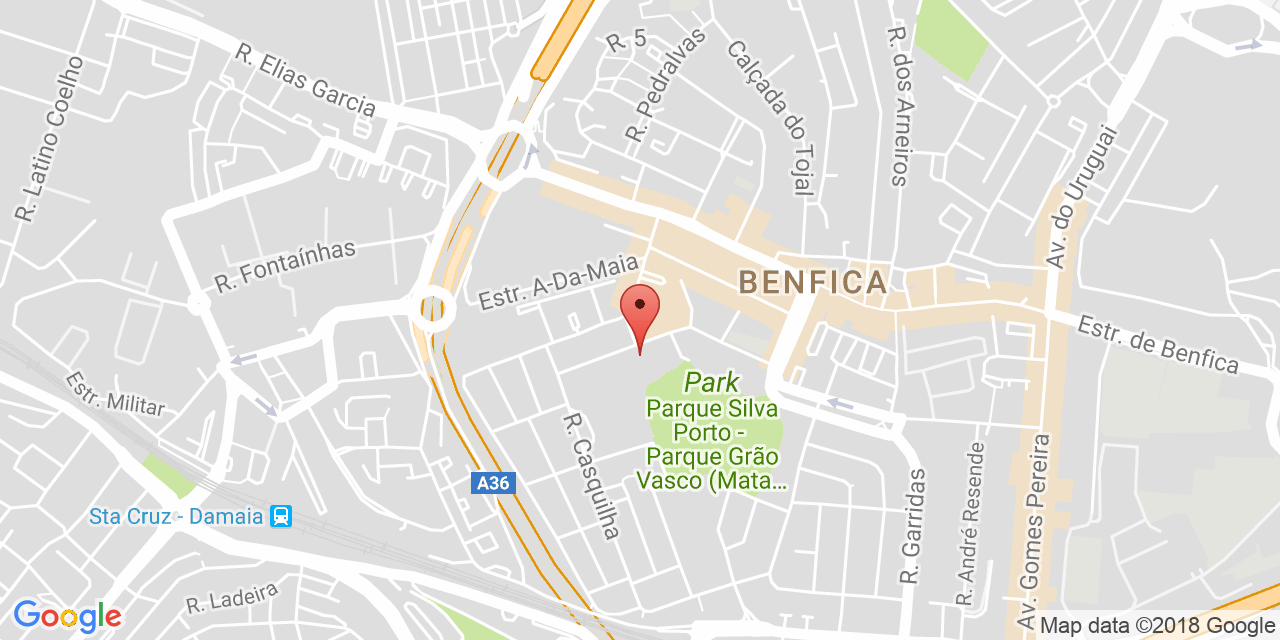 R. 5
R. Elias Garcia
R. Pedralvas
Calçada do Tojal
R. dos Arneiros
R. Latino Coelho
Av. do Uruguai
R. Fontaínhas
Estr. A-Da-Maia
BENFICA
Estr. de Benfica
Estr. Militar
Park
Parque Silva
Porto -
Parque Grão
Vasco (Mata...
R. Casquilha
A36
Sta Cruz - Damaia
R. Garridas
R. André Resende
Av. Gomes Pereira
R. Ladeira
Google
Map data ©2018 Google